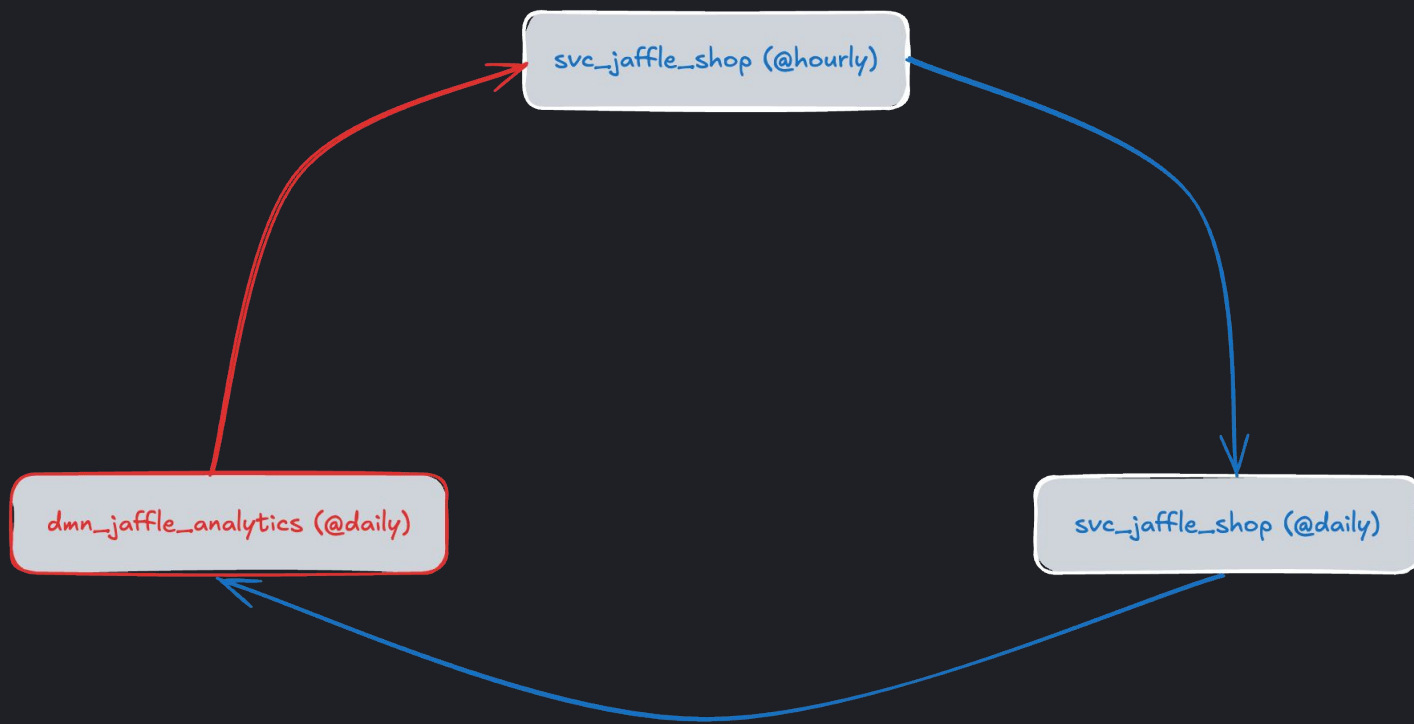 svc_jaffle_shop (@hourly)
dmn_jaffle_analytics (@daily)
svc_jaffle_shop (@daily)